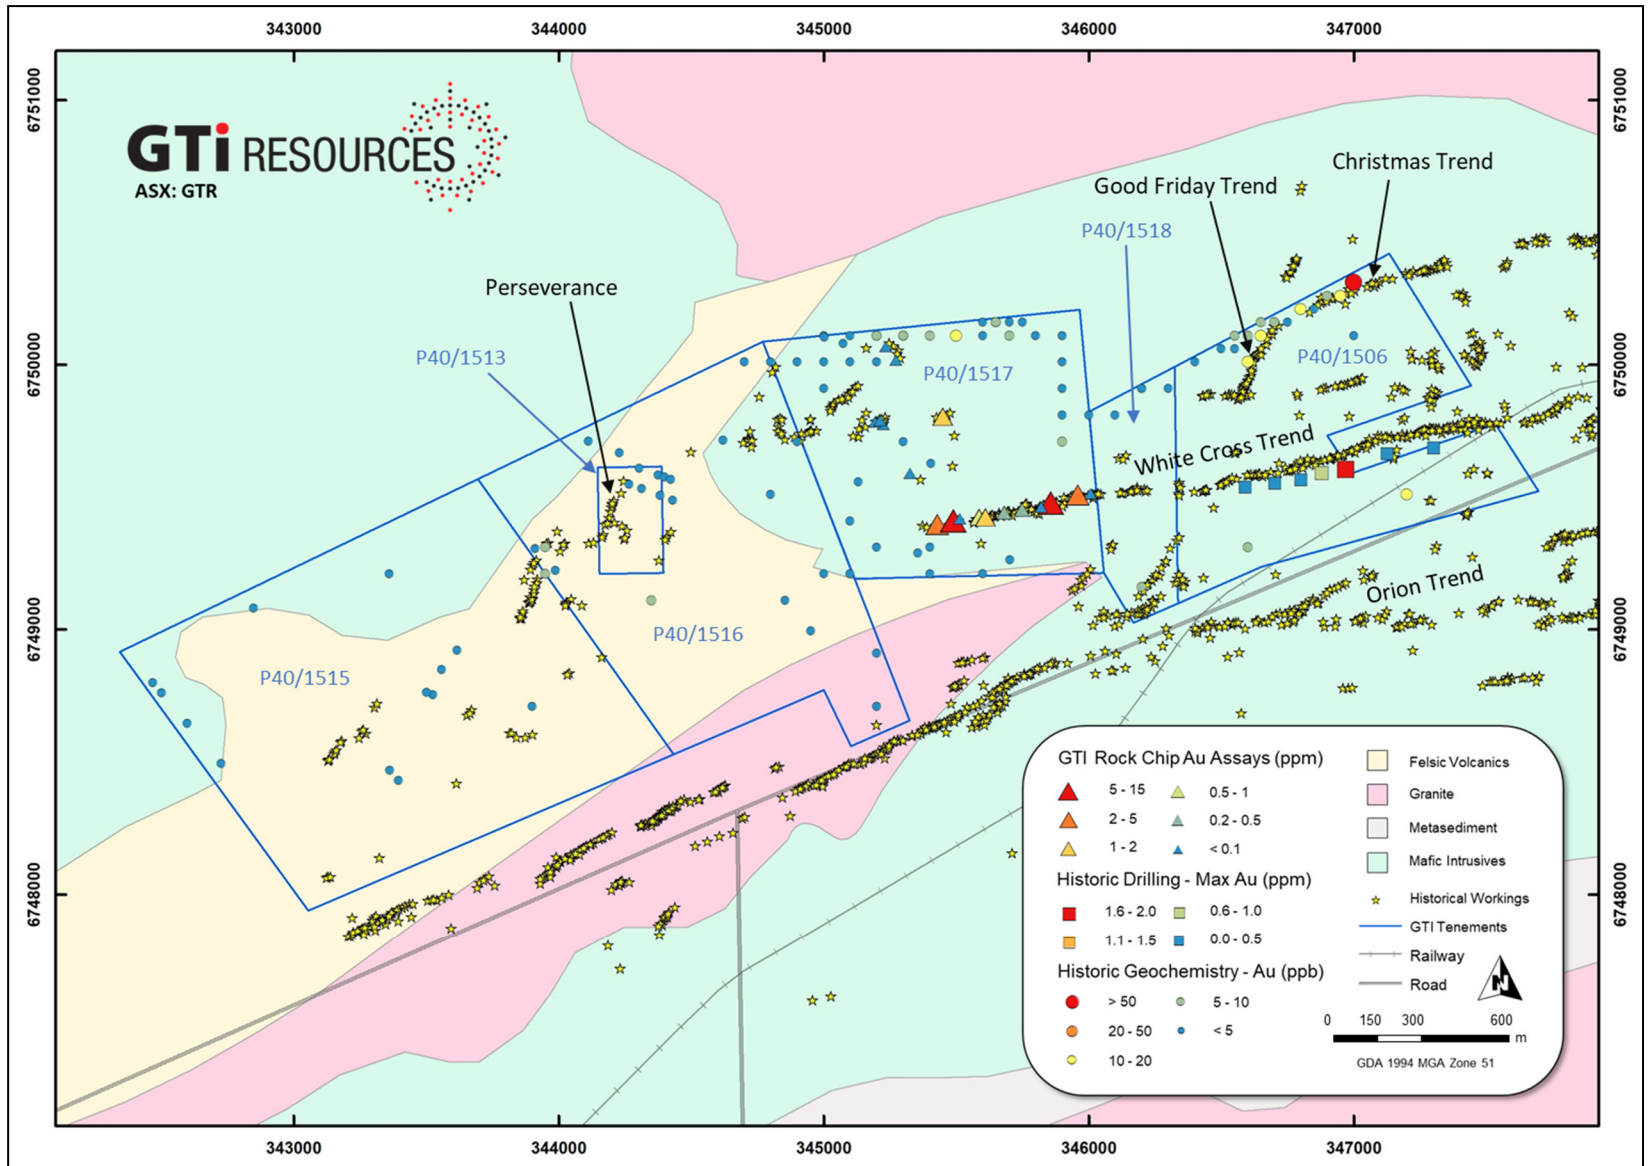 343000
344000
345000
346000
347000
6751000
6751000
GTi RESOURCES
ASX: GTR
Christmas Trend
Good Friday Trend
P40/1518
Perseverance
P40/1513
6750000
P40/1517
P40/1506
6750000
White Cross Trend
Orion Trend
6749000
P40/1516
6749000
P40/1515
GTI Rock Chip Au Assays (ppm)
5 - 15
0.5 - 1
2 - 5
0.2 - 0.5
1 - 2
< 0.1
Historic Drilling - Max Au (ppm)
1.6 - 2.0
0.6 - 1.0
1.1 - 1.5
0.0 - 0.5
Historic Geochemistry - Au (ppb)
> 50
5 - 10
20 - 50
< 5
10 - 20
Felsic Volcanics
Granite
Metasediment
Mafic Intrusives
Historical Workings
GTI Tenements
Railway
Road
N
0 150 300 600
m
GDA 1994 MGA Zone 51
6748000
6748000
343000
344000
345000
346000
347000